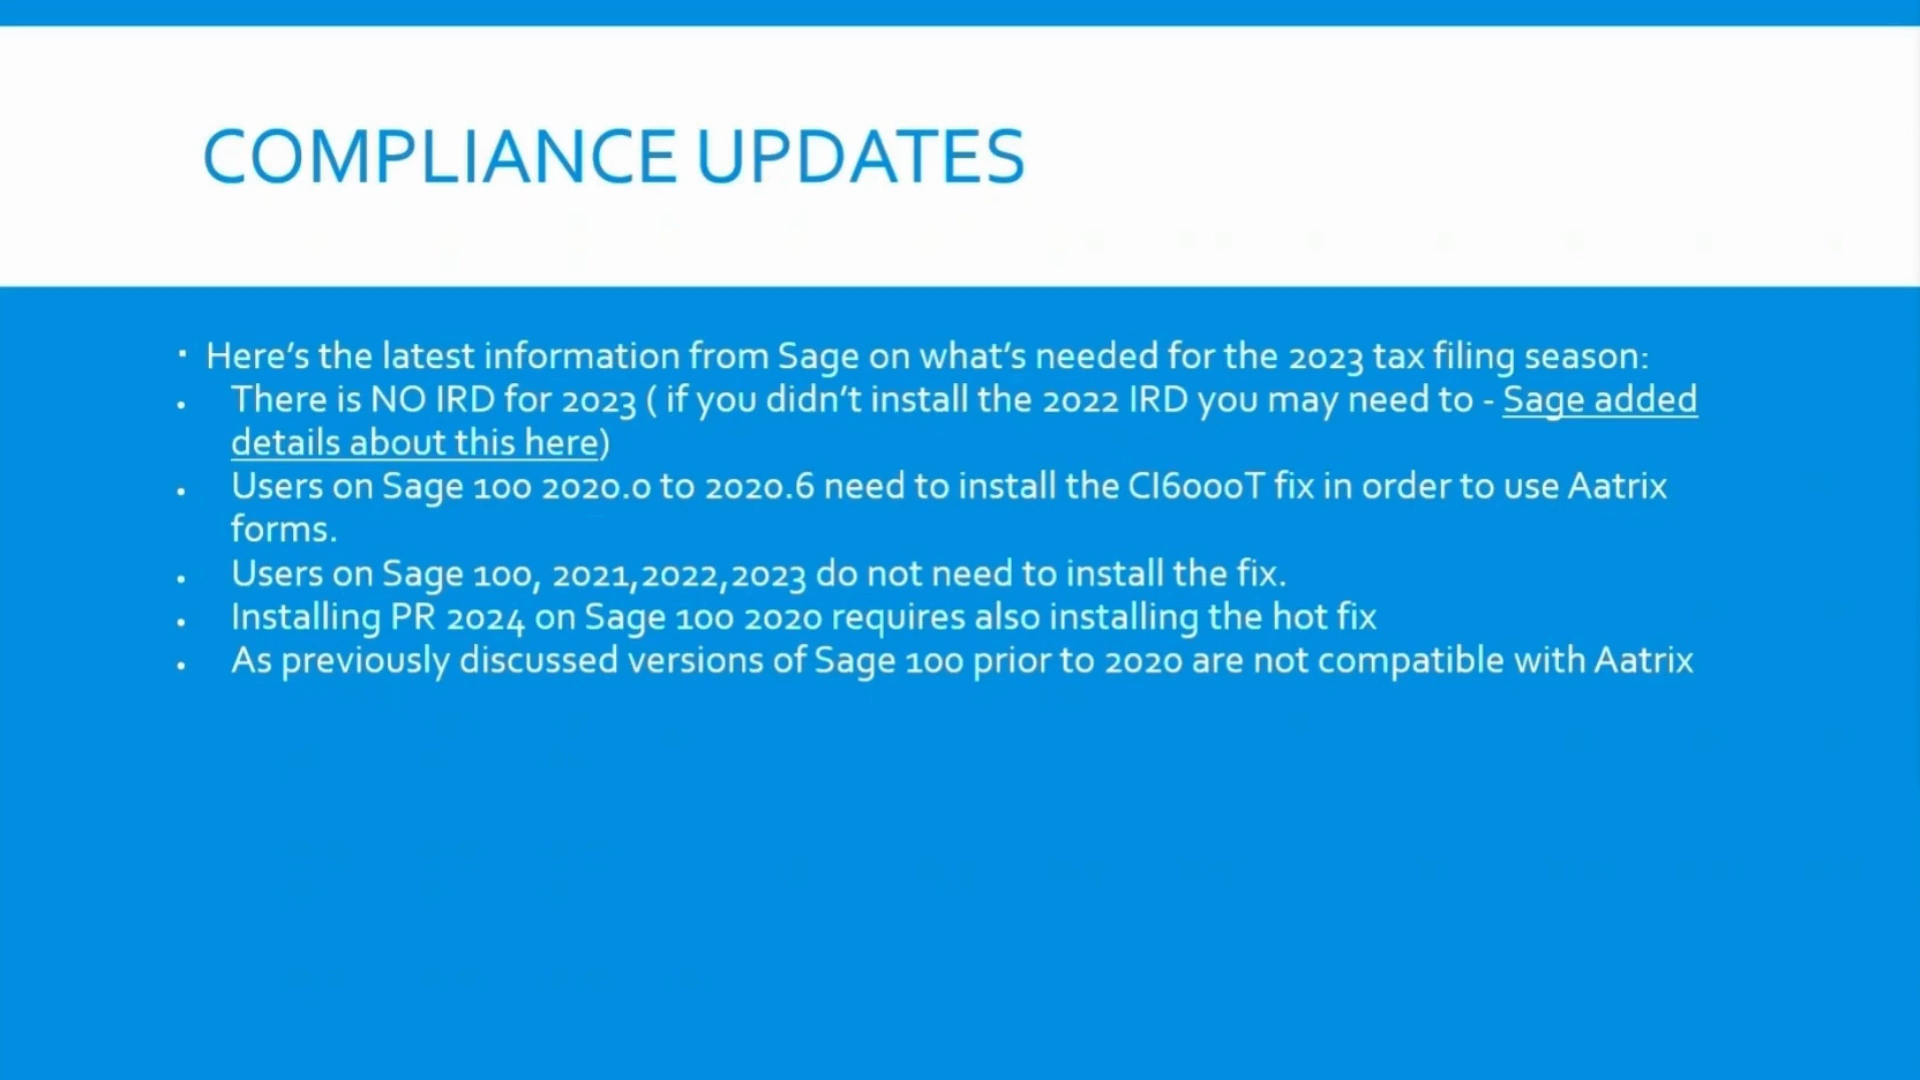 COMPLIANCE UPDATES
▪ Here's the latest information from Sage on what's needed for the 2023 tax filing season:
• There is NO IRD for 2023 ( if you didn't install the 2022 IRD you may need to - Sage added
details about this here)
• Users on Sage 100 2020.0 to 2020.6 need to install the CI6000T fix in order to use Aatrix
forms.
• Users on Sage 100, 2021,2022,2023 do not need to install the fix.
• Installing PR 2024 on Sage 100 2020 requires also installing the hot fix
• As previously discussed versions of Sage 100 prior to 2020 are not compatible with Aatrix